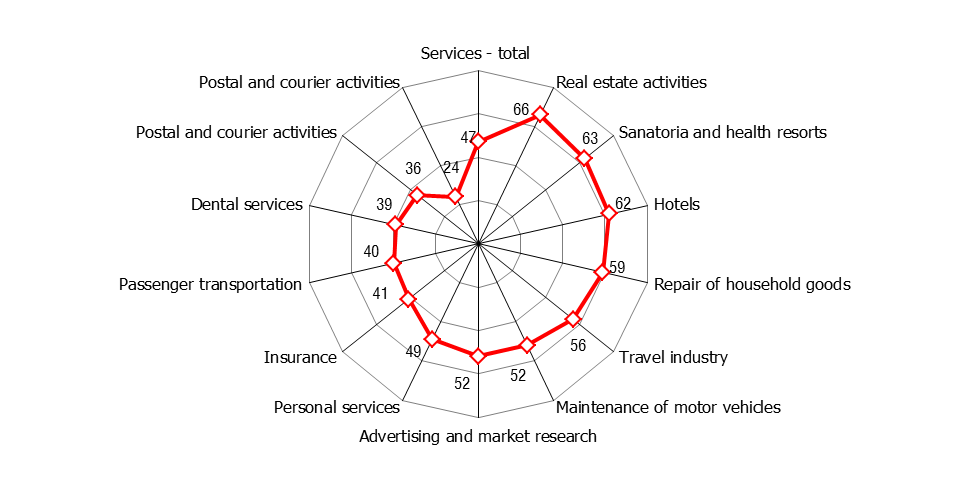 Services - total
Postal and courier activities
Real estate activities
66
Postal and courier activities
47
63
Sanatoria and health resorts
36
24
Dental services
39
62
Hotels
40
59
Passenger transportation
41
Repair of household goods
Insurance
49
56
Travel industry
52
52
Personal services
Maintenance of motor vehicles
Advertising and market research